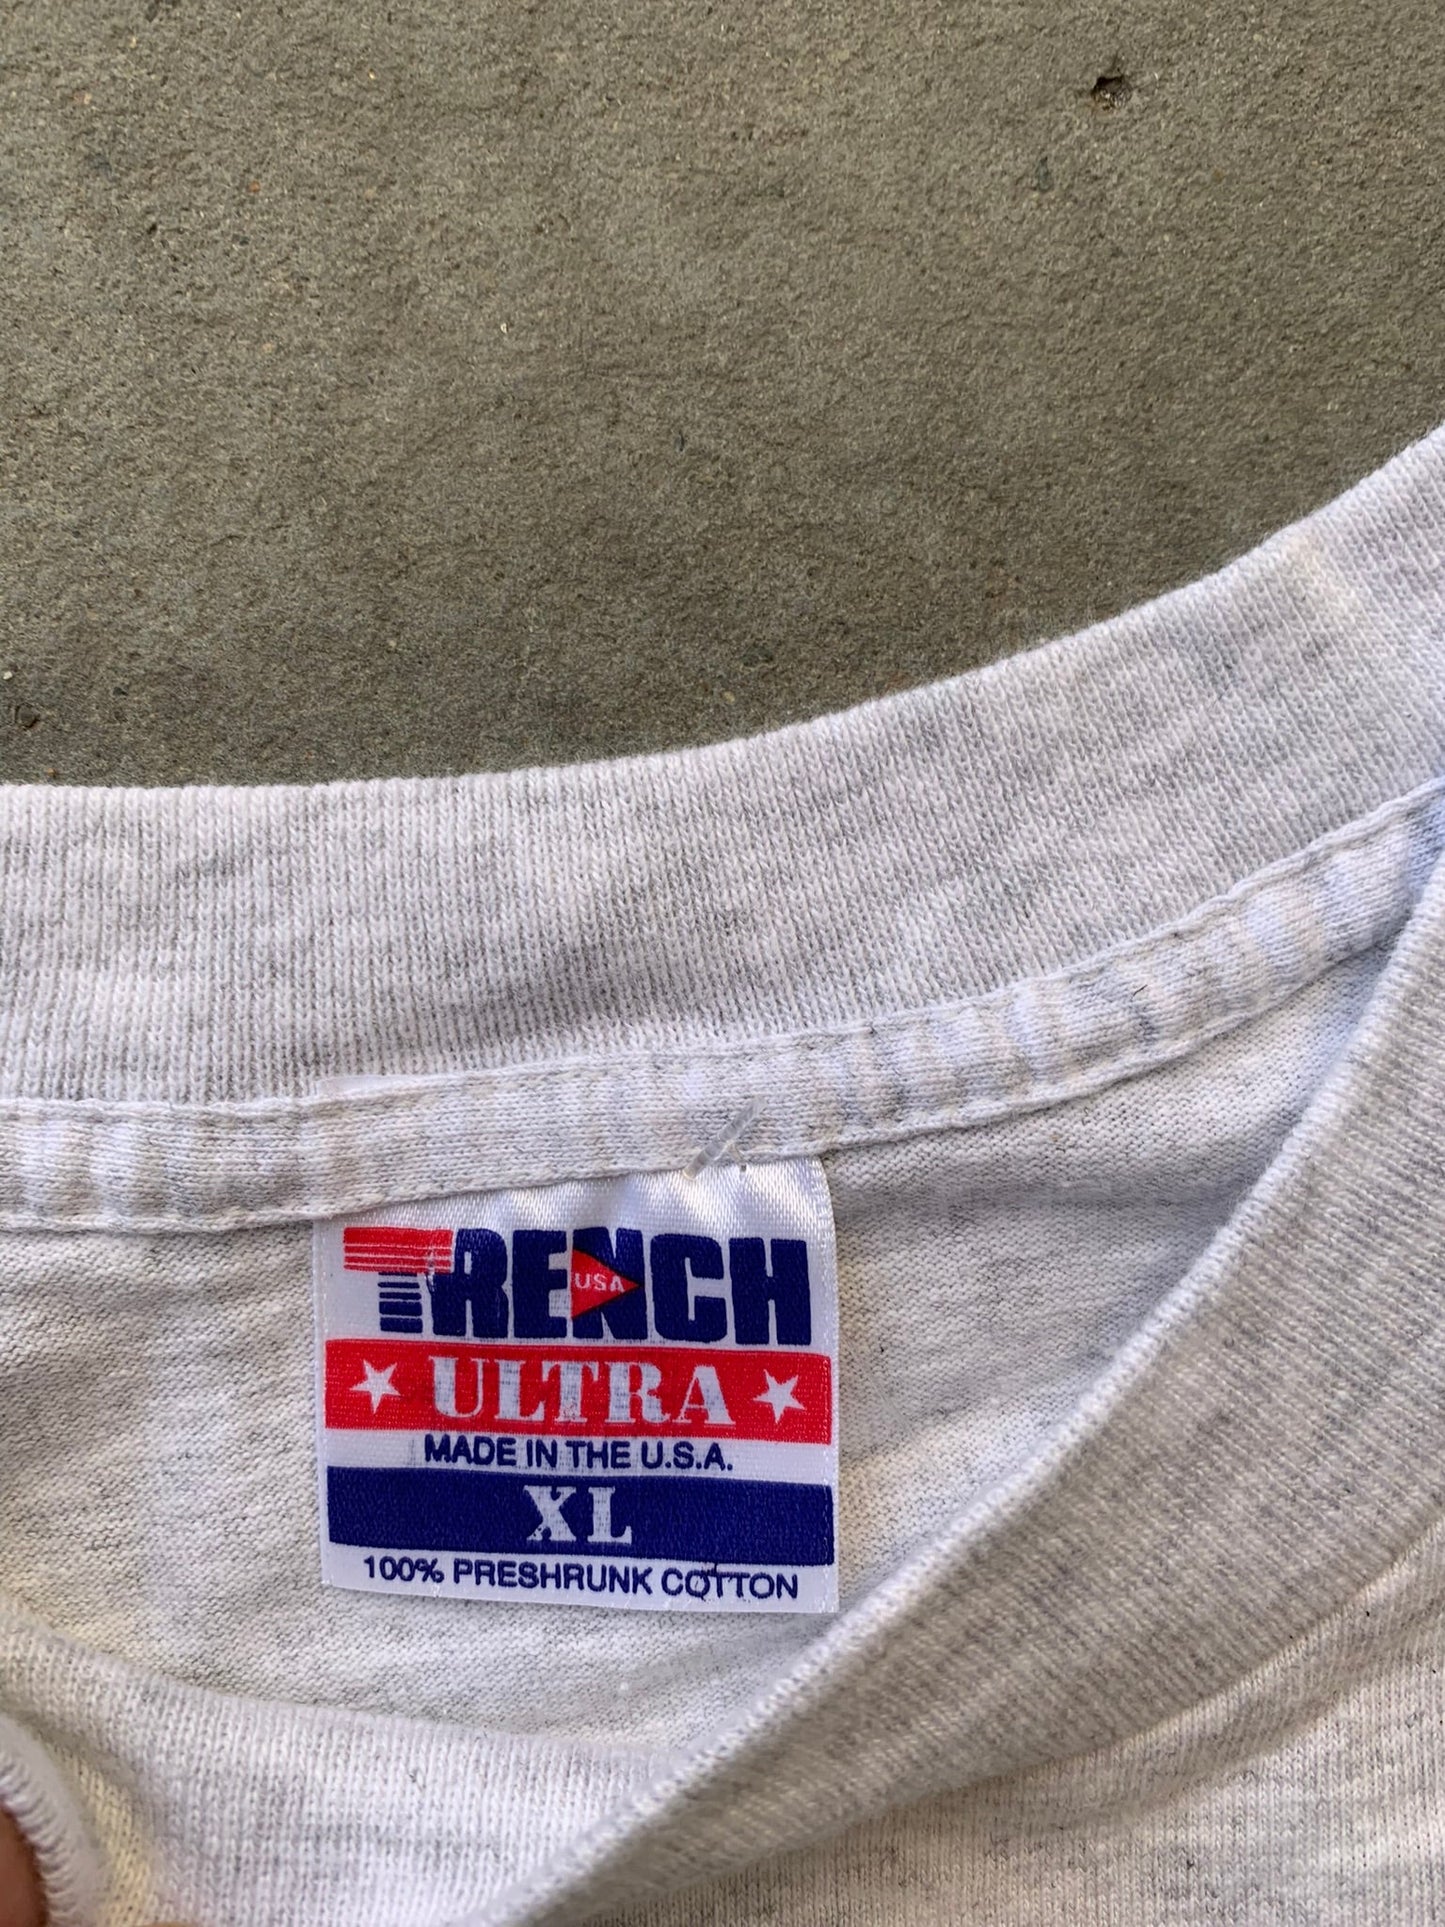 TRENCH
USA
ULTRA
MADE IN THE U.S.A.
XL
100% PRESHRUNK COTTON